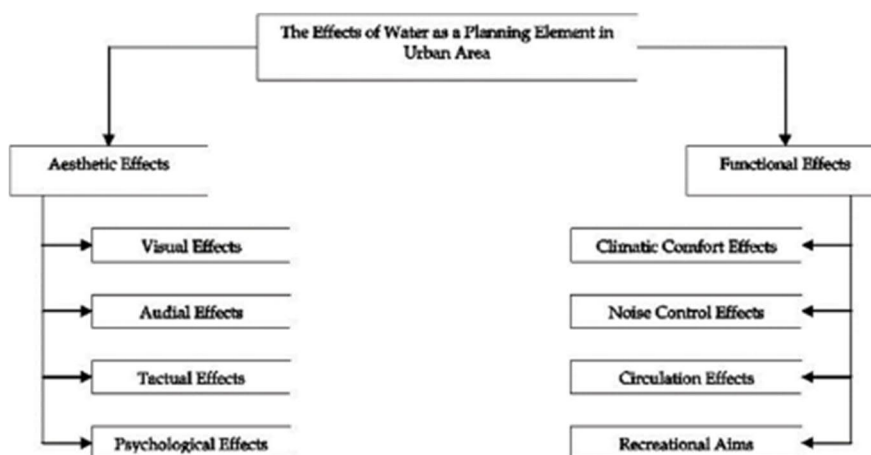 The Effects of Water as a Planning Element in
Urban Area
Aesthetic Effects
Functional Effects
Visual Effects
Climatic Comfort Effects
Audial Effects
Noise Control Effects
Tactual Effects
Circulation Effects
Psychological Effects
Recreational Aims